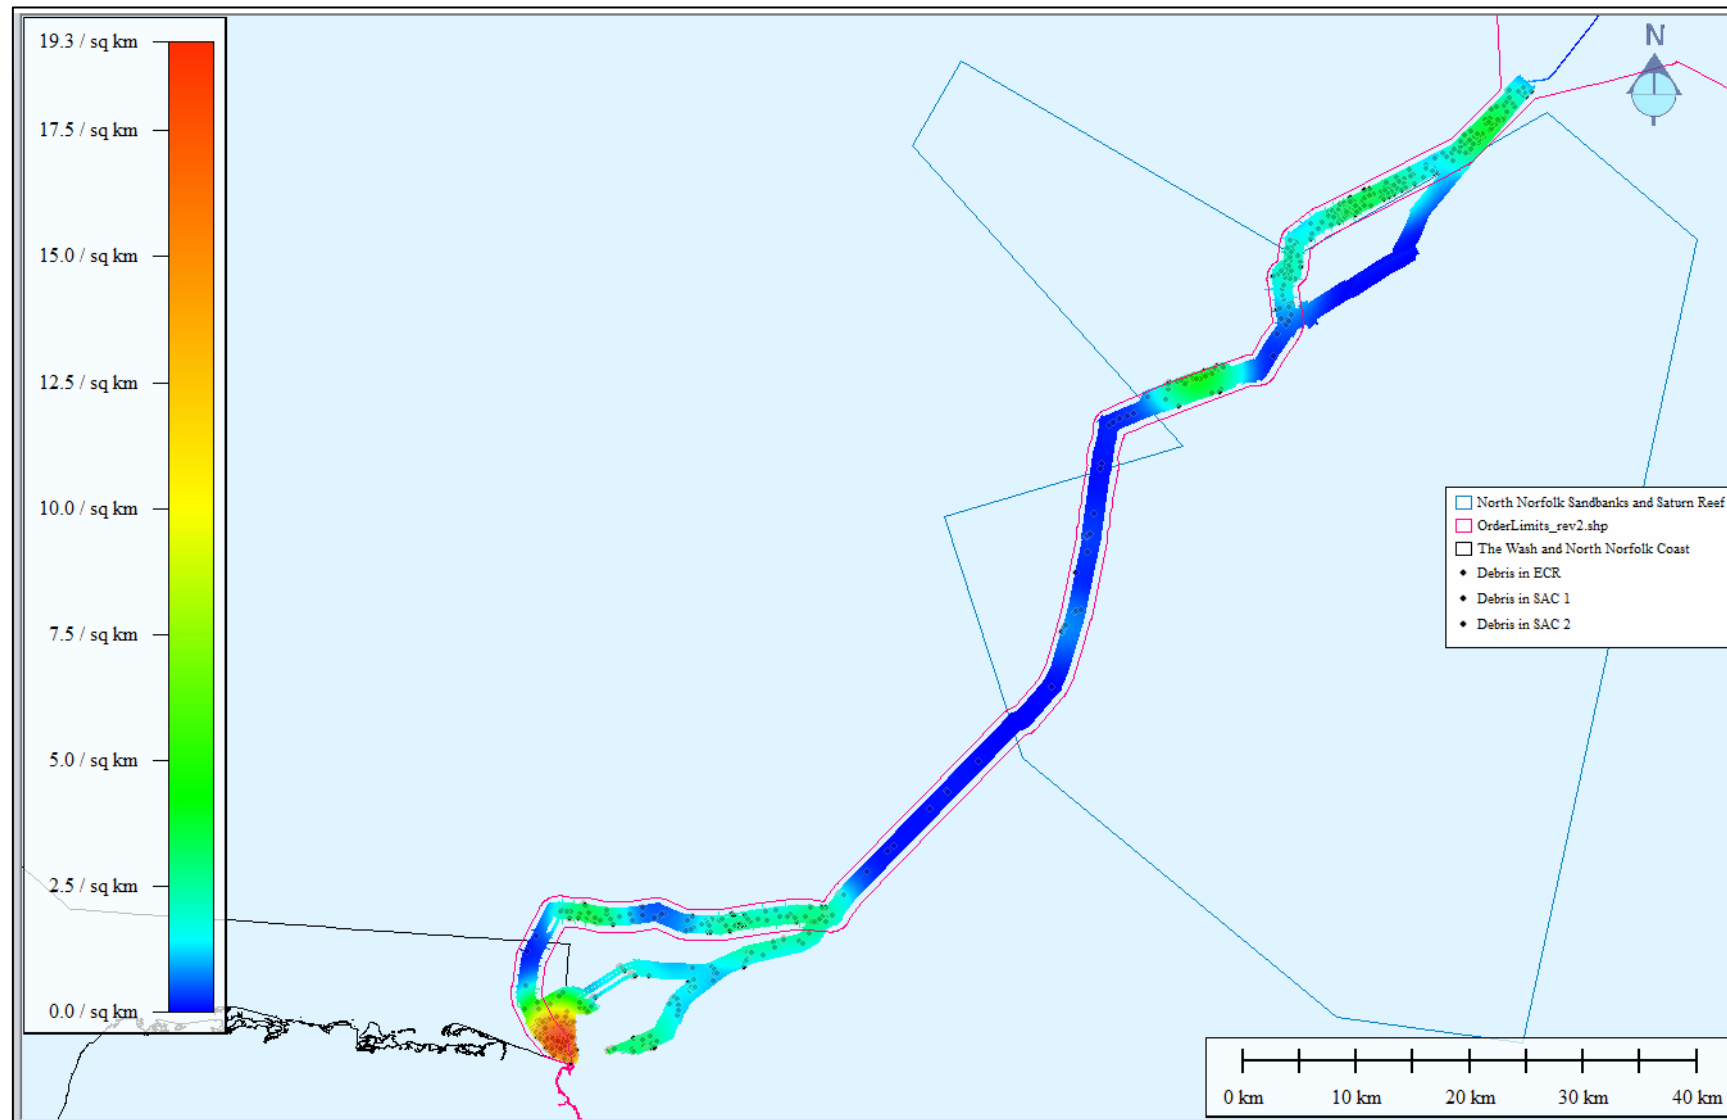 19.3 / sq km
17.5 / sq km
15.0 / sq km
12.5 / sq km
10.0 / sq km
7.5 / sq km
5.0 / sq km
2.5 / sq km
0.0 / sq km
N
North Norfolk Sandbanks and Saturn Reef
OrderLimits_rev2.shp
The Wash and North Norfolk Coast
Debris in ECR
Debris in SAC 1
Debris in SAC 2
0 km 10 km 20 km 30 km 40 km